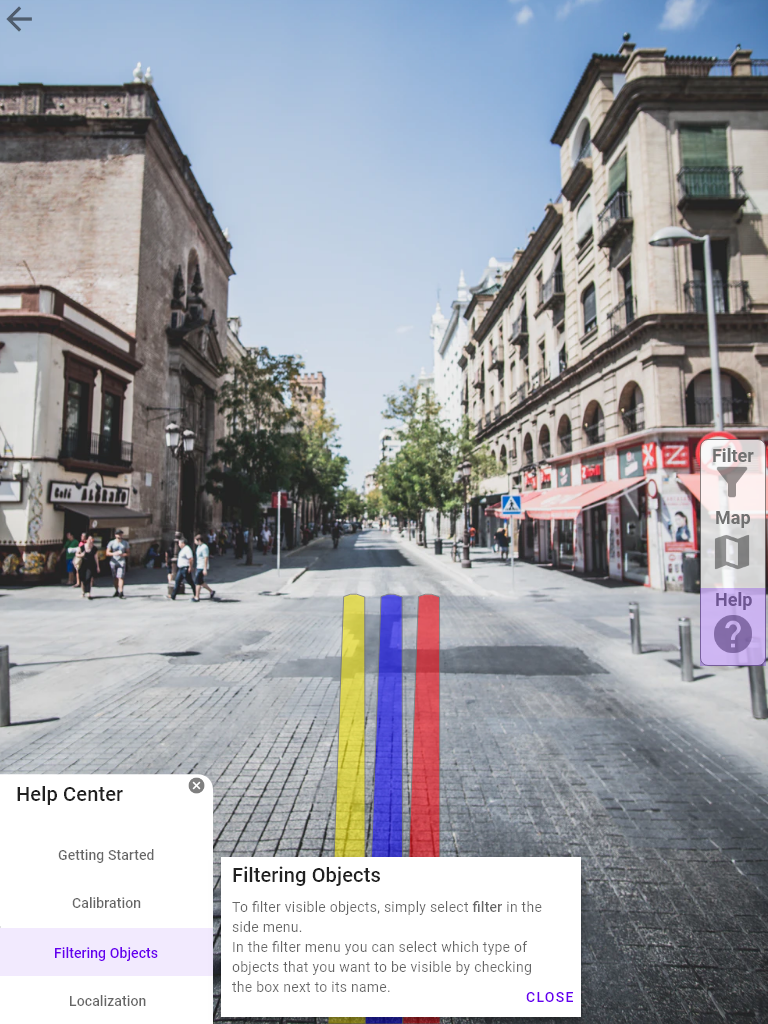 Filter
Café ALBERO
Map
Help
Help Center
Getting Started
Calibration
Filtering Objects
Localization
Filtering Objects
To filter visible objects, simply select filter in the
side menu.
In the filter menu you can select which type of
objects that you want to be visible by checking
the box next to its name.
CLOSE